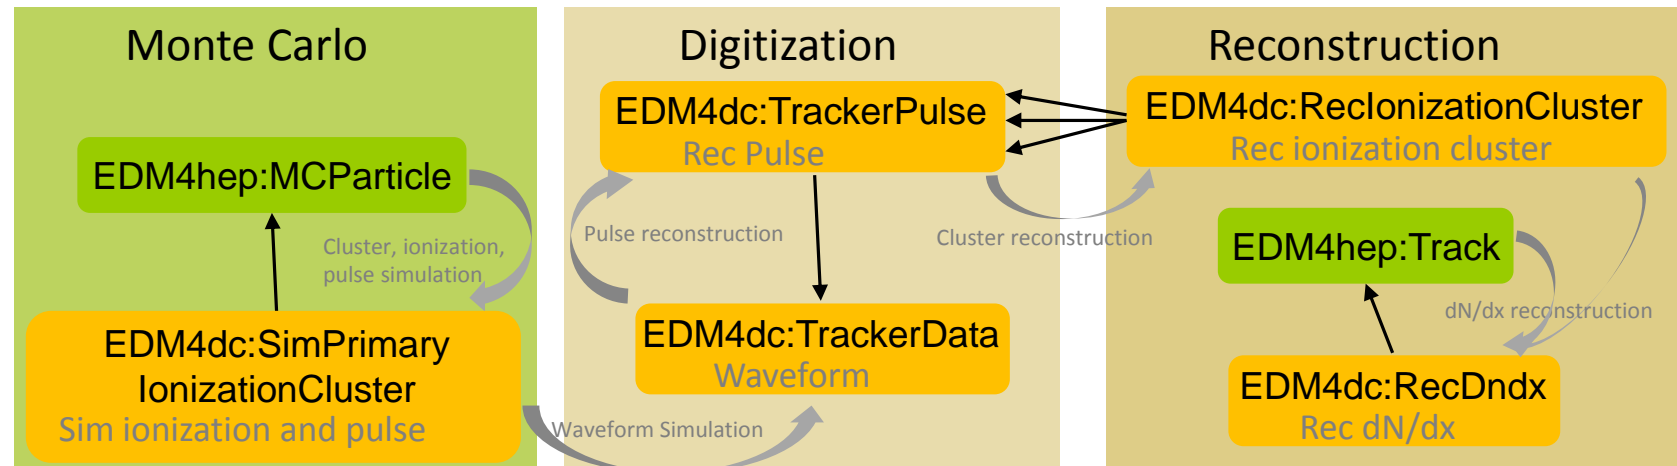 Monte Carlo
EDM4hep:MCParticle
Cluster, ionization,
pulse simulation
EDM4dc:SimPrimary
IonizationCluster
Sim ionization and pulse
Waveform Simulation
Digitization
EDM4dc:TrackerPulse
Rec Pulse
Pulse reconstruction
EDM4dc:TrackerData
Waveform
Cluster reconstruction
Reconstruction
EDM4dc:RecIonizationCluster
Rec ionization cluster
EDM4hep:Track
dN/dx reconstruction
EDM4dc:RecDndx
Rec dN/dx